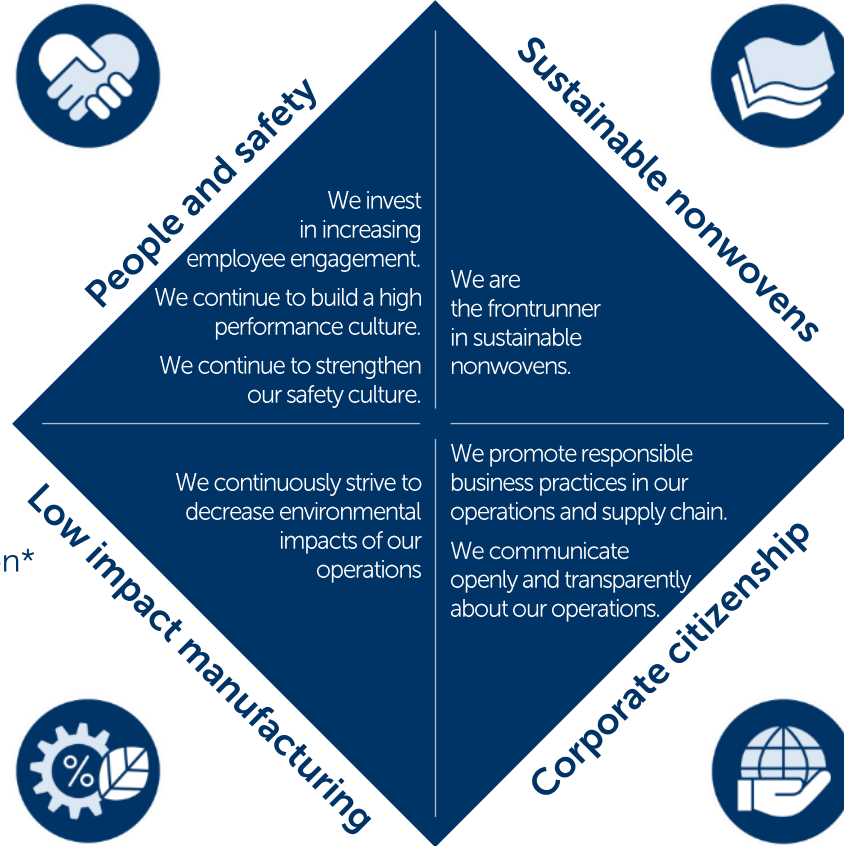 People and safety
We invest
in increasing
employee engagement.
We continue to build a high
performance culture.
We continue to strengthen
our safety culture.
Sustainable nonwovens
We are
the frontrunner
in sustainable
nonwovens.
Low impact manufacturing
We continuously strive to
decrease environmental
impacts of our
operations
n*
%
Corporate citizenship
We promote responsible
business practices in our
operations and supply chain.
We communicate
openly and transparently
about our operations.